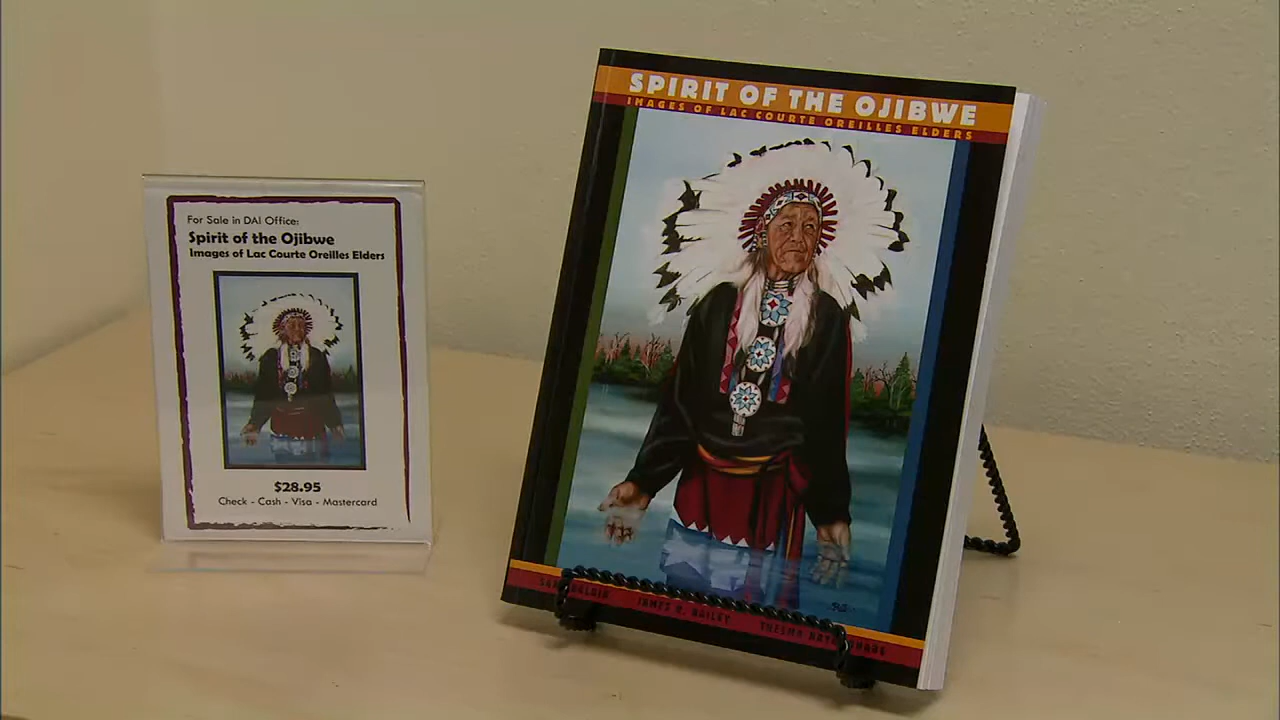 For Sale in DAI Office:
Spirit of the Ojibwe
Images of Lac Courte Oreilles Elders
$28.95
Check - Cash - Visa - Mastercard
SPIRIT OF THE OJIBWE
IMAGES OF LAC COURTE OREILLES ELDERS
JAMES R. BAILEY
THELMA